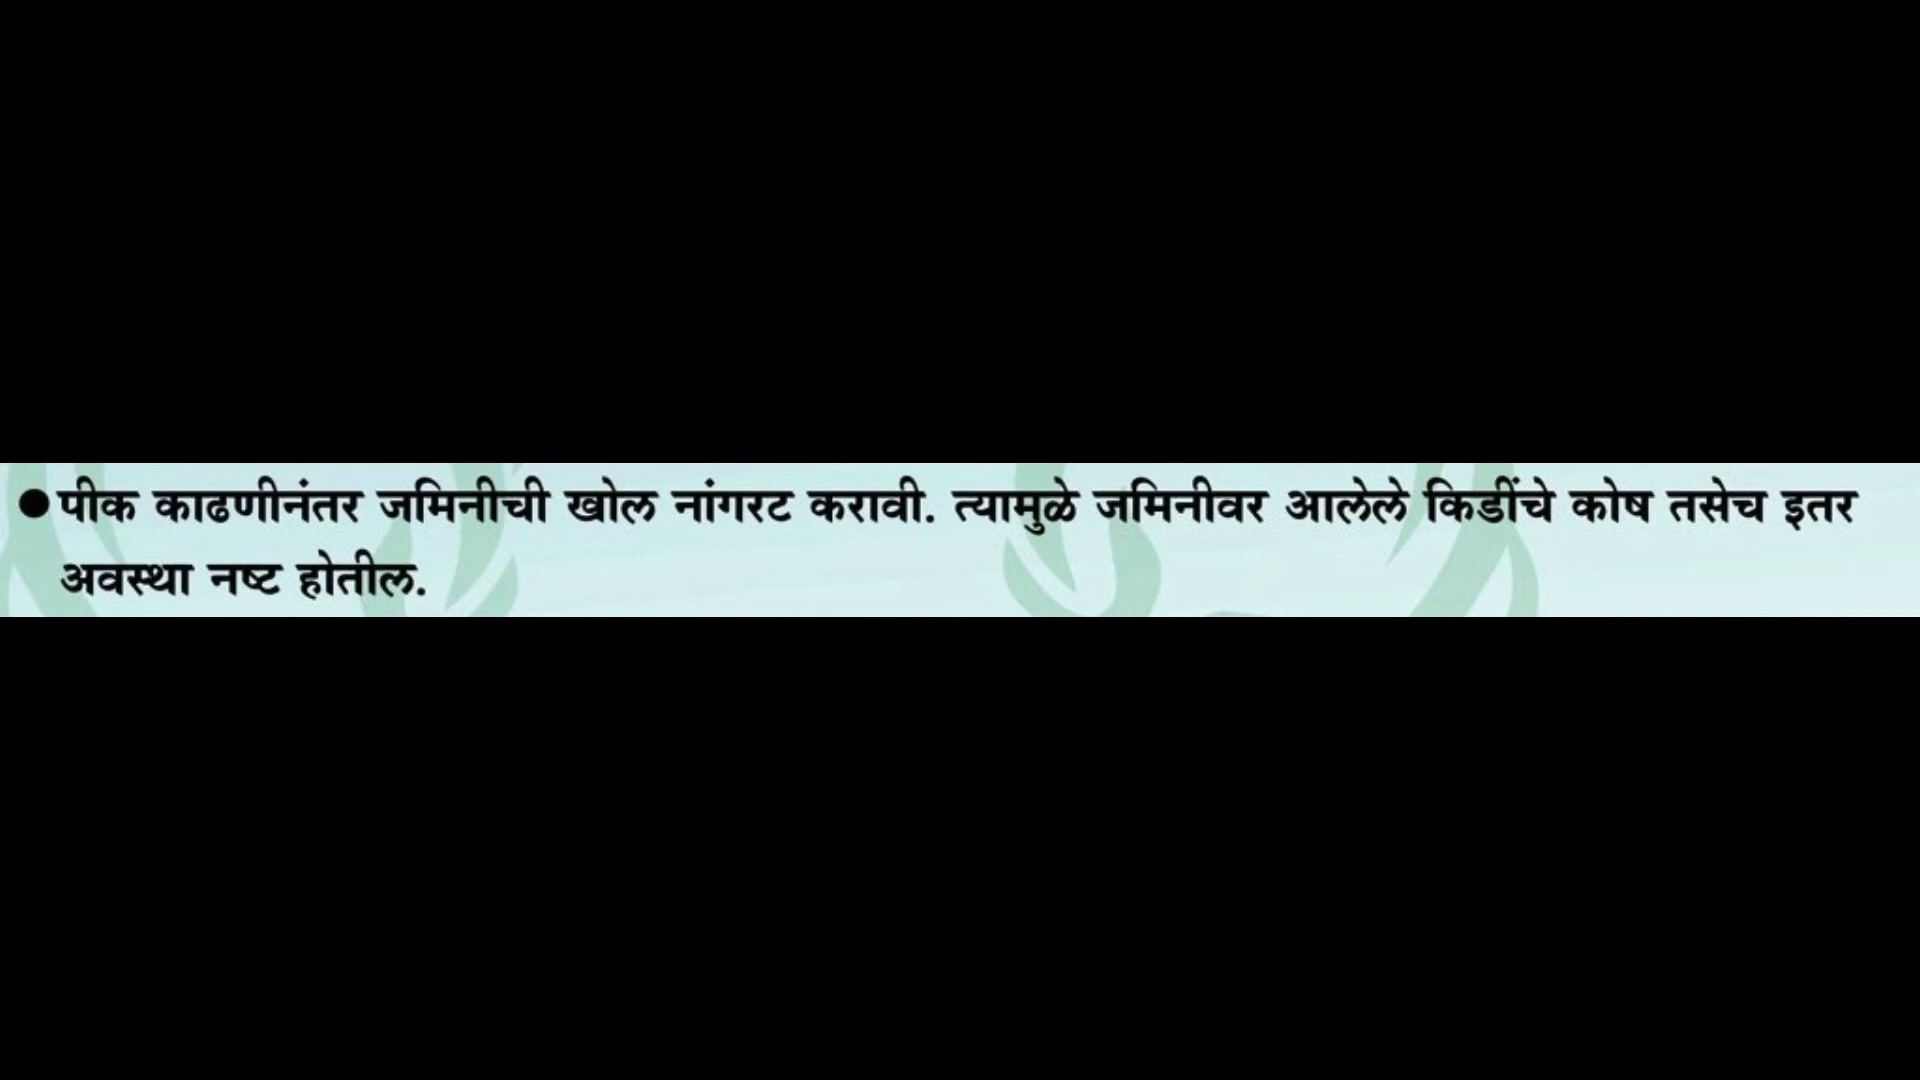 ●पीक काढणीनंतर जमिनीची खोल नांगरट करावी. त्यामुळे जमिनीवर आलेले किडींचे कोष तसेच इतर
अवस्था नष्ट होतील.